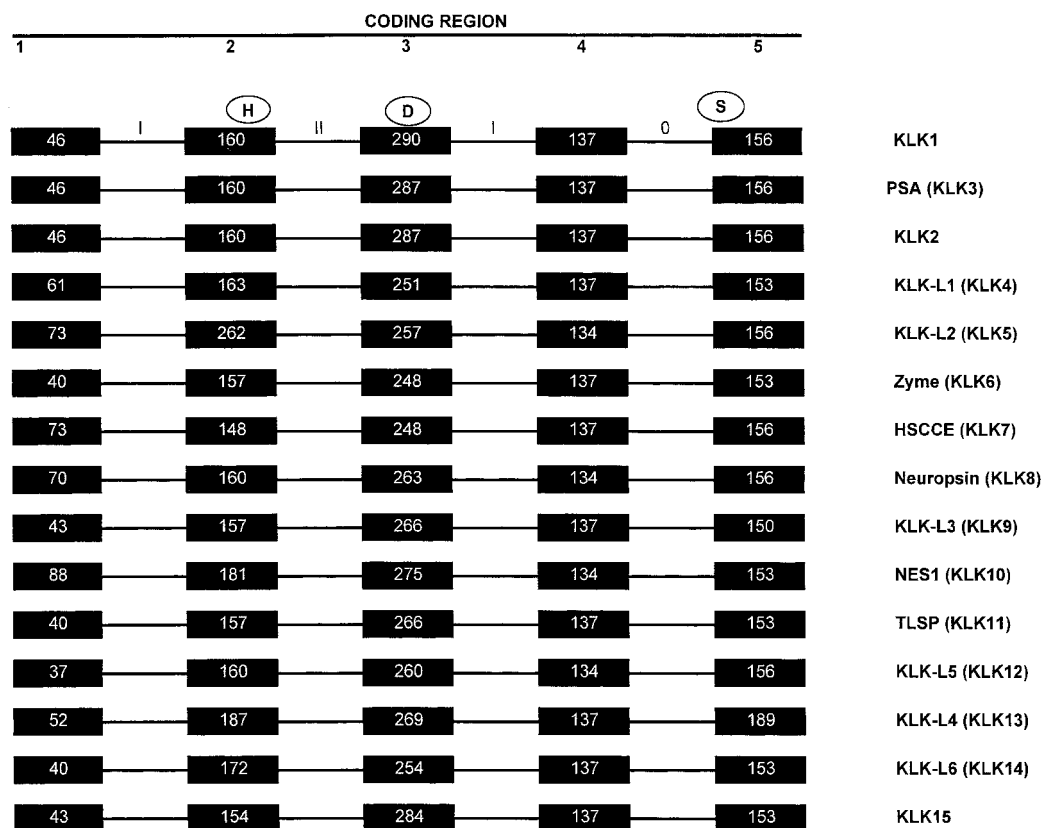 CODING REGION
1 2 3 4 5
H D S
I II I 0
46 160 290 137 156 KLK1
46 160 287 137 156 PSA (KLK3)
46 160 287 137 156 KLK2
61 163 251 137 153 KLK-L1 (KLK4)
73 262 257 134 156 KLK-L2 (KLK5)
40 157 248 137 153 Zyme (KLK6)
73 148 248 137 156 HSCCE (KLK7)
70 160 263 134 156 Neuropsin (KLK8)
43 157 266 137 150 KLK-L3 (KLK9)
88 181 275 134 153 NES1 (KLK10)
40 157 266 137 153 TLSP (KLK11)
37 160 260 134 156 KLK-L5 (KLK12)
52 187 269 137 189 KLK-L4 (KLK13)
40 172 254 137 153 KLK-L6 (KLK14)
43 154 284 137 153 KLK15